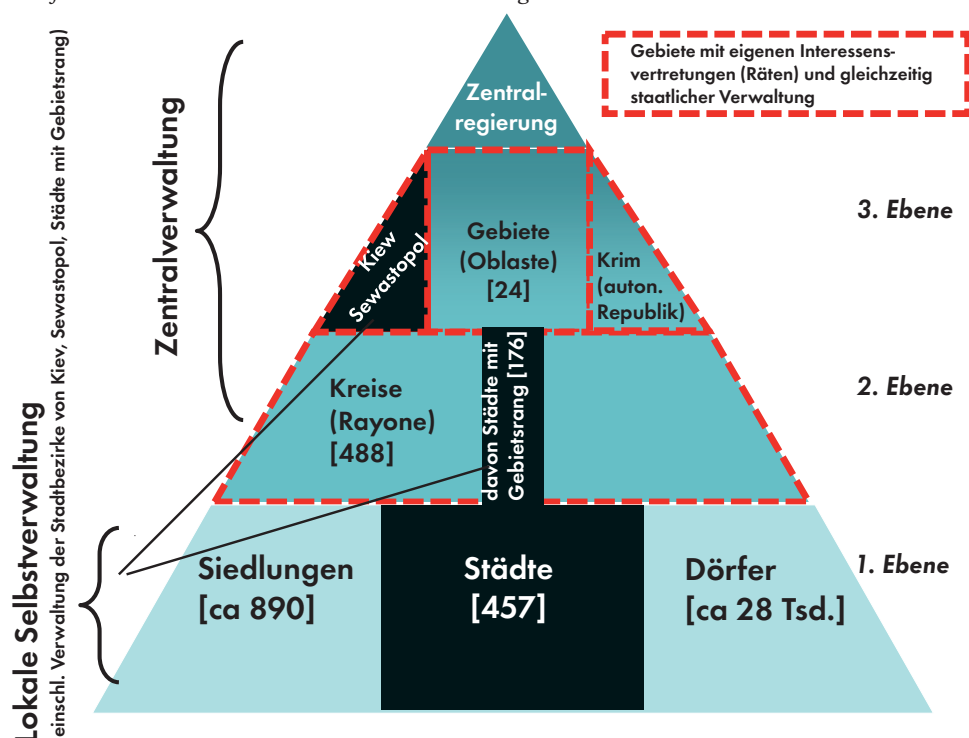 Zentral-
regierung
Gebiete mit eigenen Interessens-
vertretungen (Räten) und gleichzeitig
staatlicher Verwaltung
Zentralverwaltung
Kiew
Sewastopol
Gebiete
(Oblaste)
[24]
Krim
(auton.
Republik)
3. Ebene
Kreise
(Rayone)
[488]
davon Städte mit
Gebietsrang [176]
2. Ebene
Lokale Selbstverwaltung
einschl. Verwaltung der Stadtbezirke von Kiev, Sewastopol, Städte mit Gebietsrang)
Siedlungen
[ca 890]
Städte
[457]
Dörfer
[ca 28 Tsd.]
1. Ebene